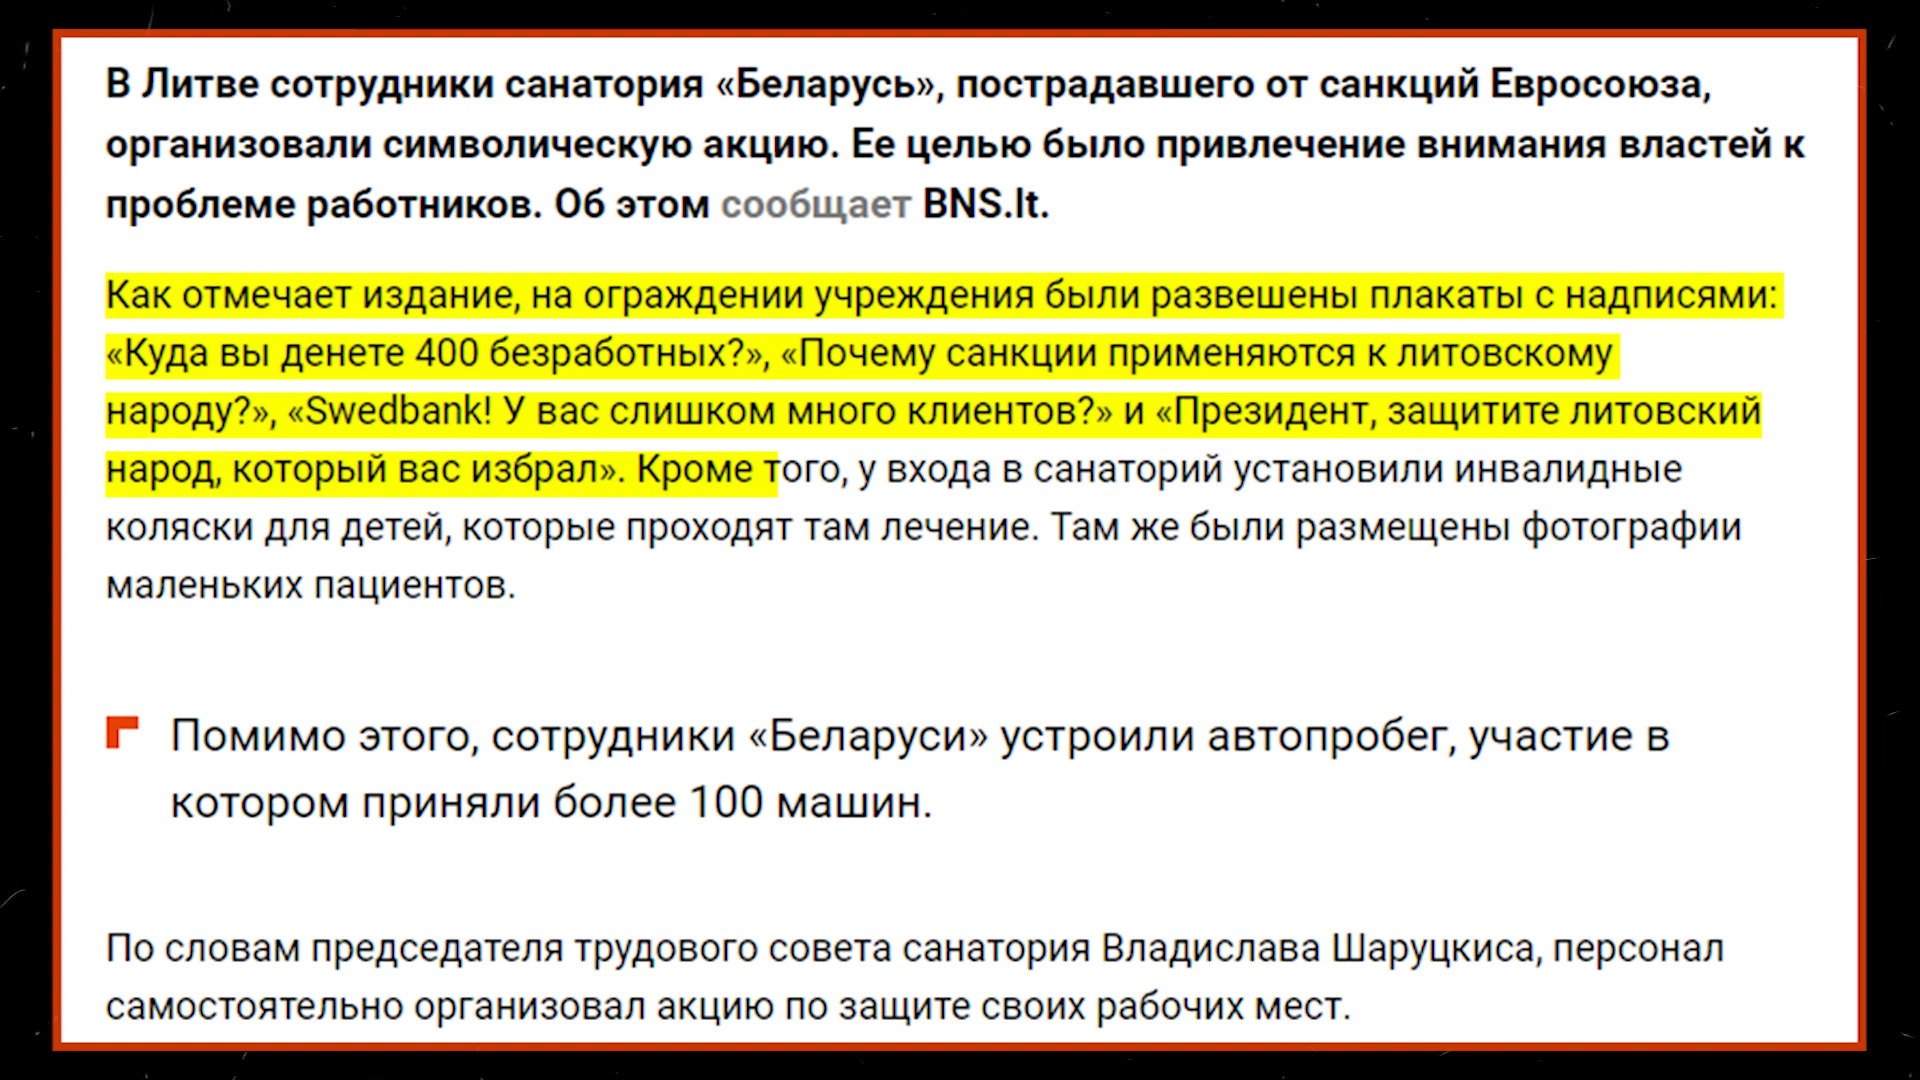 В Литве сотрудники санатория «Беларусь», пострадавшего от санкций Евросоюза,
организовали символическую акцию. Ее целью было привлечение внимания властей к
проблеме работников. Об этом сообщает BNS.lt.
Как отмечает издание, на ограждении учреждения были развешены плакаты с надписями:
«Куда вы денете 400 безработных?», «Почему санкции применяются к литовскому
народу?», «Swedbank! У вас слишком много клиентов?» и «Президент, защитите литовский
народ, который вас избрал». Кроме того, у входа в санаторий установили инвалидные
коляски для детей, которые проходят там лечение. Там же были размещены фотографии
маленьких пациентов.
Помимо этого, сотрудники «Беларуси» устроили автопробег, участие в
котором приняли более 100 машин.
По словам председателя трудового совета санатория Владислава Шаруцкиса, персонал
самостоятельно организовал акцию по защите своих рабочих мест.